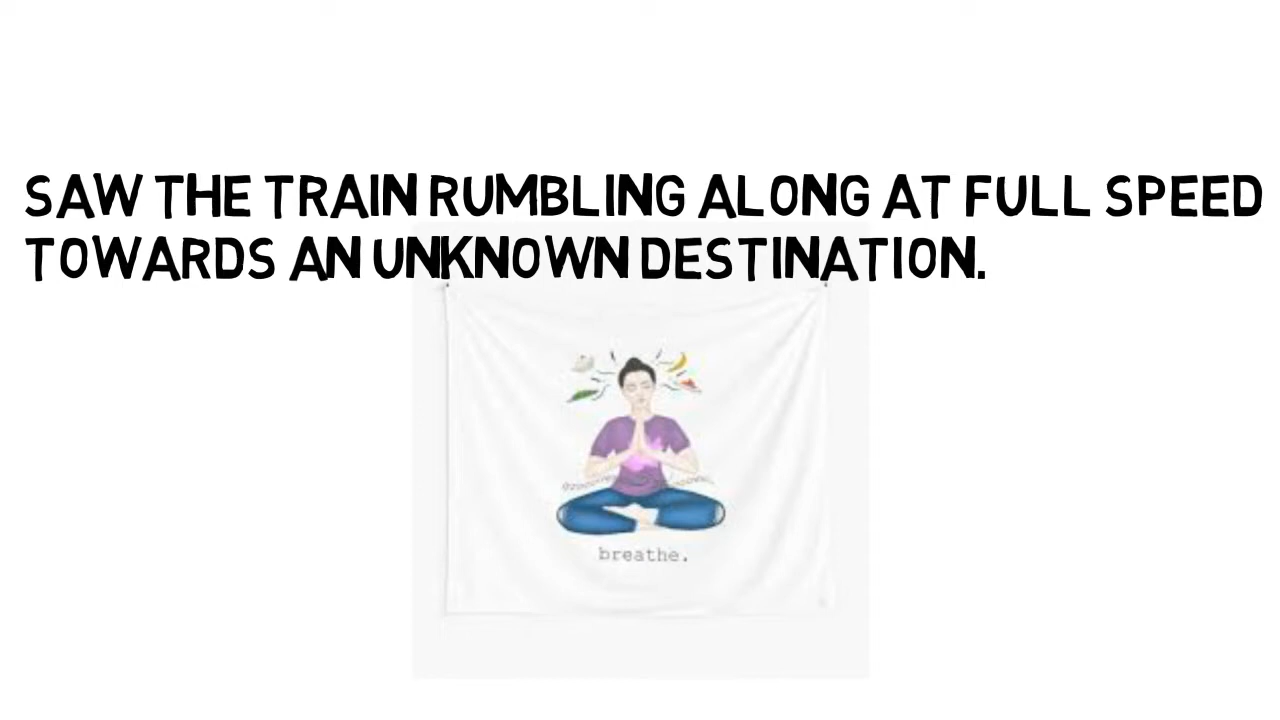 SAW THE TRAIN RUMBLING ALONG AT FULL SPEED
TOWARDS AN UNKNOWN DESTINATION.
breathe.